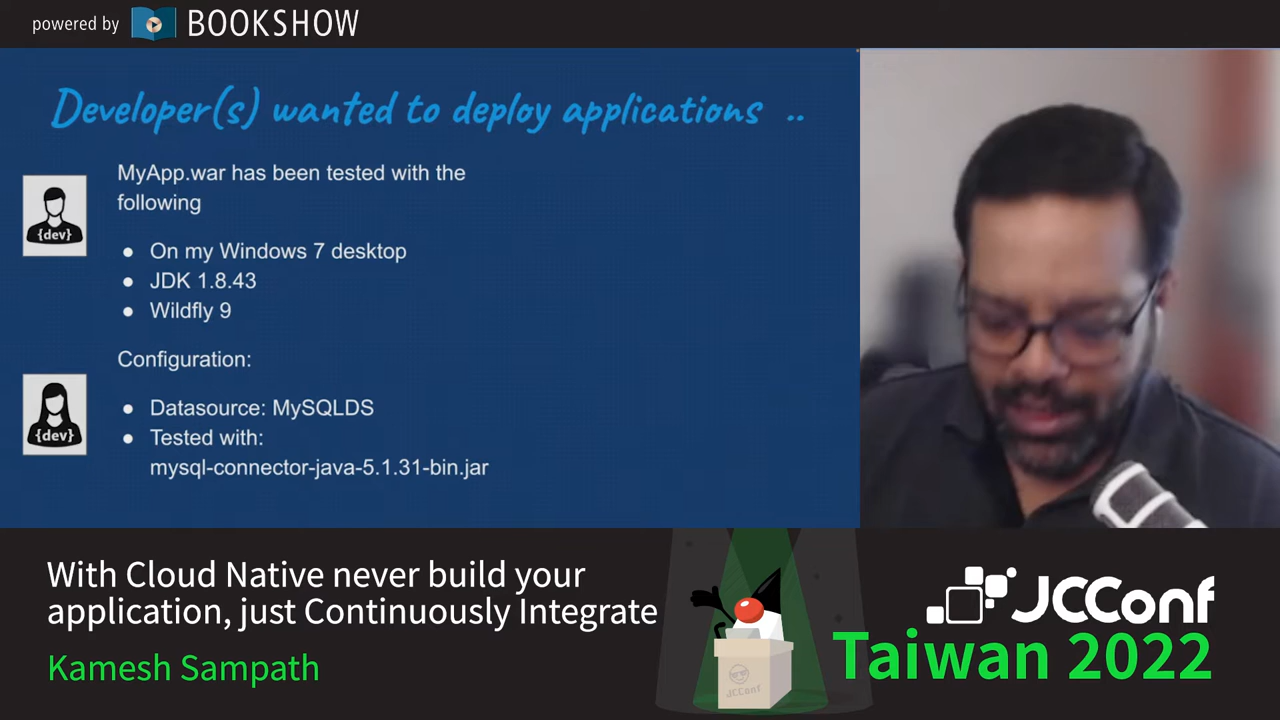 powered by BOOKSHOW
Developer(s) wanted to deploy applications ..
MyApp.war has been tested with the
following
{dev}
● On my Windows 7 desktop
● JDK 1.8.43
● Wildfly 9
Configuration:
{dev}
● Datasource: MySQLDS
● Tested with:
mysql-connector-java-5.1.31-bin.jar
With Cloud Native never build your
application, just Continuously Integrate
Kamesh Sampath
JCConf
JCConf
Taiwan 2022